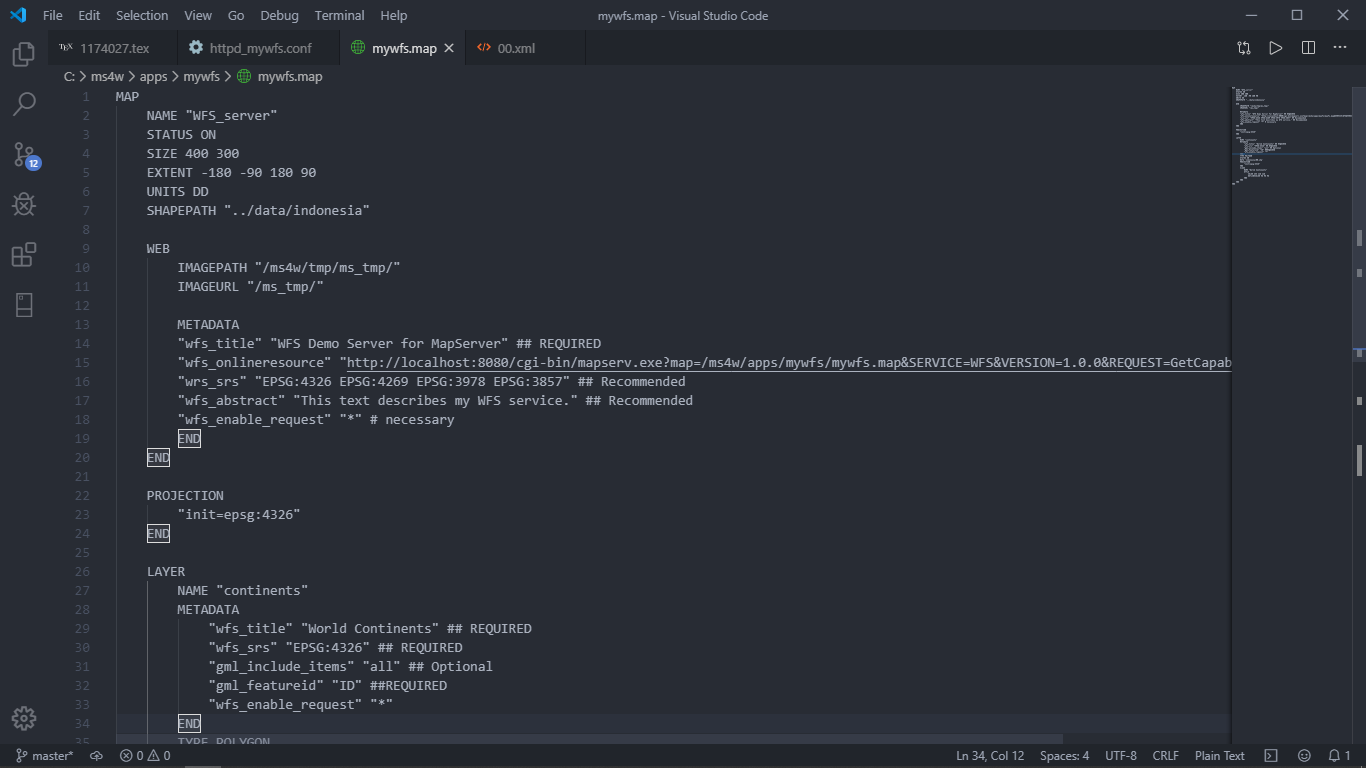 File Edit Selection View Go Debug Terminal Help mywfs.map - Visual Studio Code
1174027.tex httpd_mywfs.conf mywfs.map 00.xml
C: > ms4w > apps > mywfs > mywfs.map
1 MAP
2 NAME "WFS_server"
3 STATUS ON
4 SIZE 400 300
5 EXTENT -180 -90 180 90
6 UNITS DD
7 SHAPEPATH "../data/indonesia"
8
9 WEB
10 IMAGEPATH "/ms4w/tmp/ms_tmp/"
11 IMAGEURL "/ms_tmp/"
12
13 METADATA
14 "wfs_title" "WFS Demo Server for MapServer" ## REQUIRED
15 "wfs_onlineresource" "http://localhost:8080/cgi-bin/mapserv.exe?map=/ms4w/apps/mywfs/mywfs.map&SERVICE=WFS&VERSION=1.0.0&REQUEST=GetCapab
16 "wrs_srs" "EPSG:4326 EPSG:4269 EPSG:3978 EPSG:3857" ## Recommended
17 "wfs_abstract" "This text describes my WFS service." ## Recommended
18 "wfs_enable_request" "*" # necessary
19 END
20 END
21
22 PROJECTION
23 "init=epsg:4326"
24 END
25
26 LAYER
27 NAME "continents"
28 METADATA
29 "wfs_title" "World Continents" ## REQUIRED
30 "wfs_srs" "EPSG:4326" ## REQUIRED
31 "gml_include_items" "all" ## Optional
32 "gml_featureid" "ID" ##REQUIRED
33 "wfs_enable_request" "*"
34 END
35 TYPE POLYGON
12
master* 0 0 Ln 34, Col 12 Spaces: 4 UTF-8 CRLF Plain Text 1